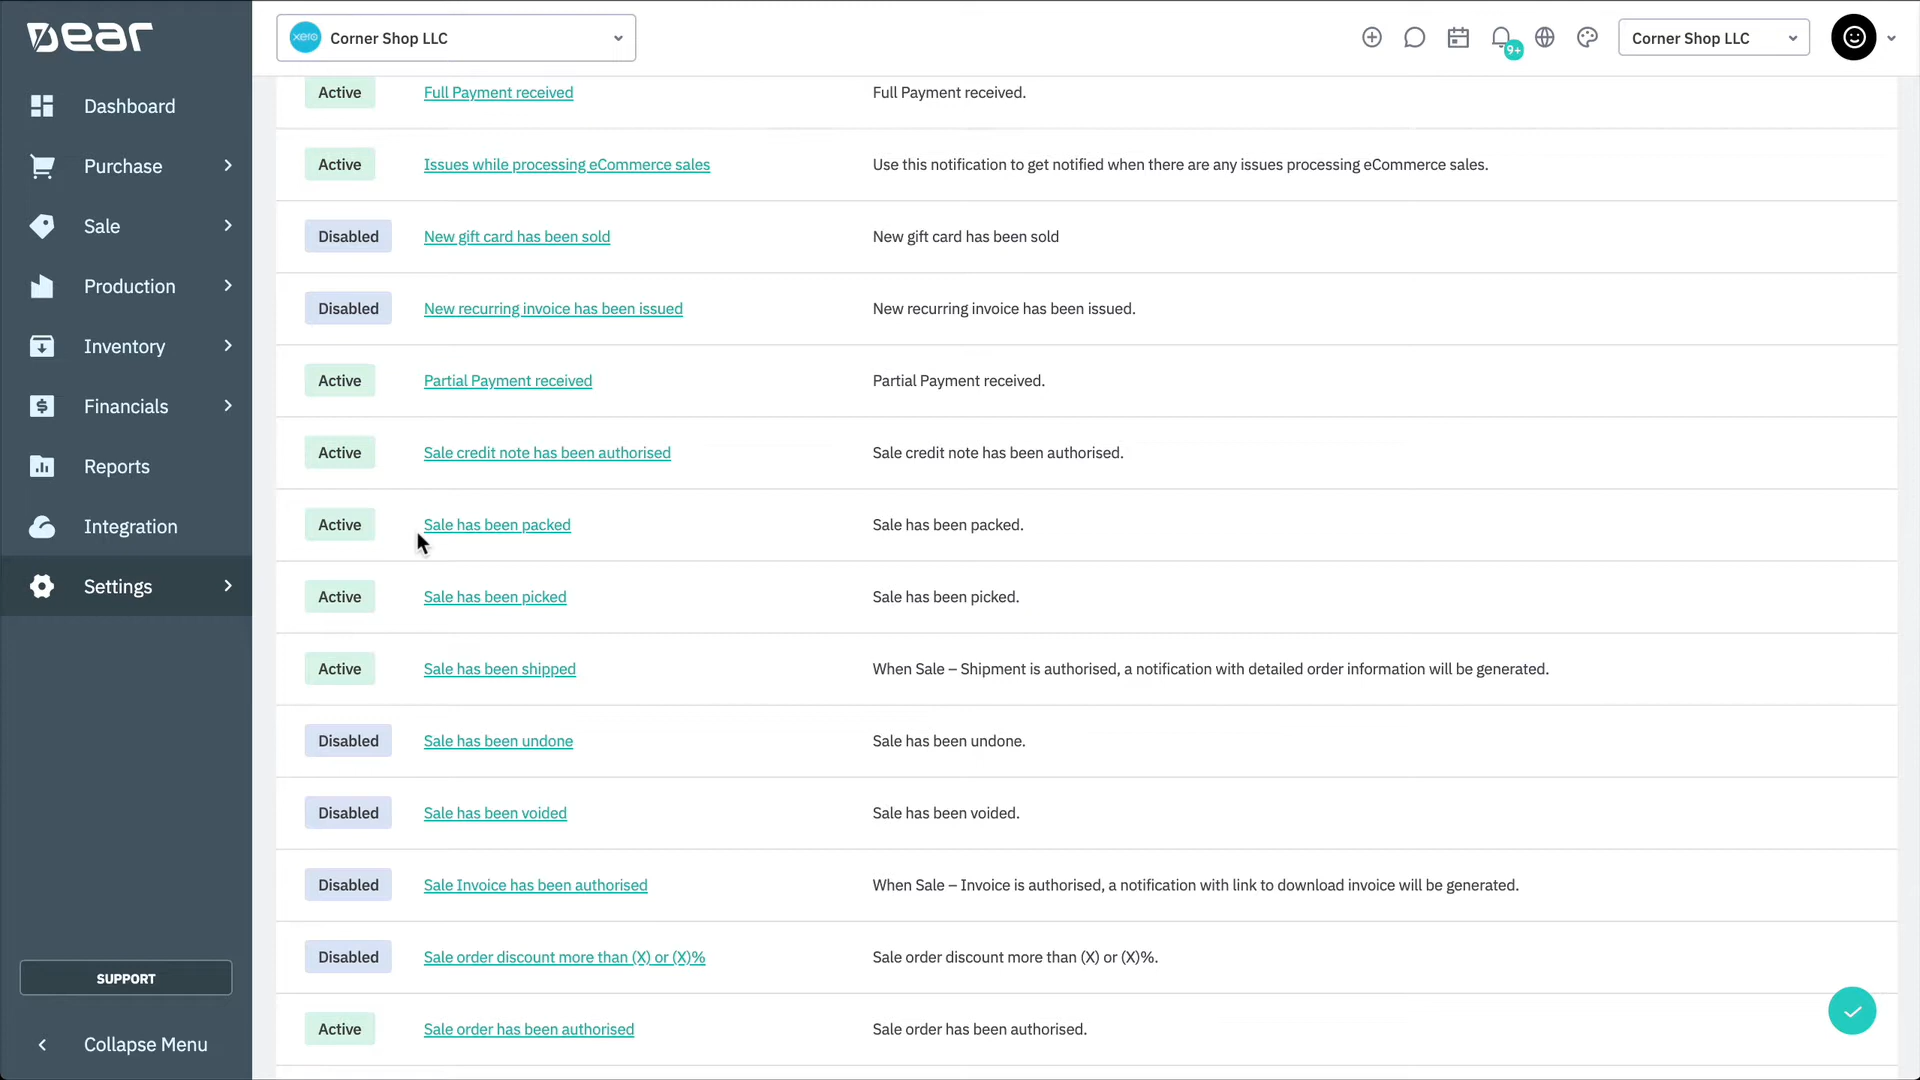 Dear
xero Corner Shop LLC
9+
Corner Shop LLC
Dashboard
Purchase
Sale
Production
Inventory
Financials
Reports
Integration
Settings
SUPPORT
Collapse Menu
Active Full Payment received Full Payment received.
Active Issues while processing eCommerce sales Use this notification to get notified when there are any issues processing eCommerce sales.
Disabled New gift card has been sold New gift card has been sold
Disabled New recurring invoice has been issued New recurring invoice has been issued.
Active Partial Payment received Partial Payment received.
Active Sale credit note has been authorised Sale credit note has been authorised.
Active Sale has been packed Sale has been packed.
Active Sale has been picked Sale has been picked.
Active Sale has been shipped When Sale – Shipment is authorised, a notification with detailed order information will be generated.
Disabled Sale has been undone Sale has been undone.
Disabled Sale has been voided Sale has been voided.
Disabled Sale Invoice has been authorised When Sale – Invoice is authorised, a notification with link to download invoice will be generated.
Disabled Sale order discount more than (X) or (X)% Sale order discount more than (X) or (X)%.
Active Sale order has been authorised Sale order has been authorised.